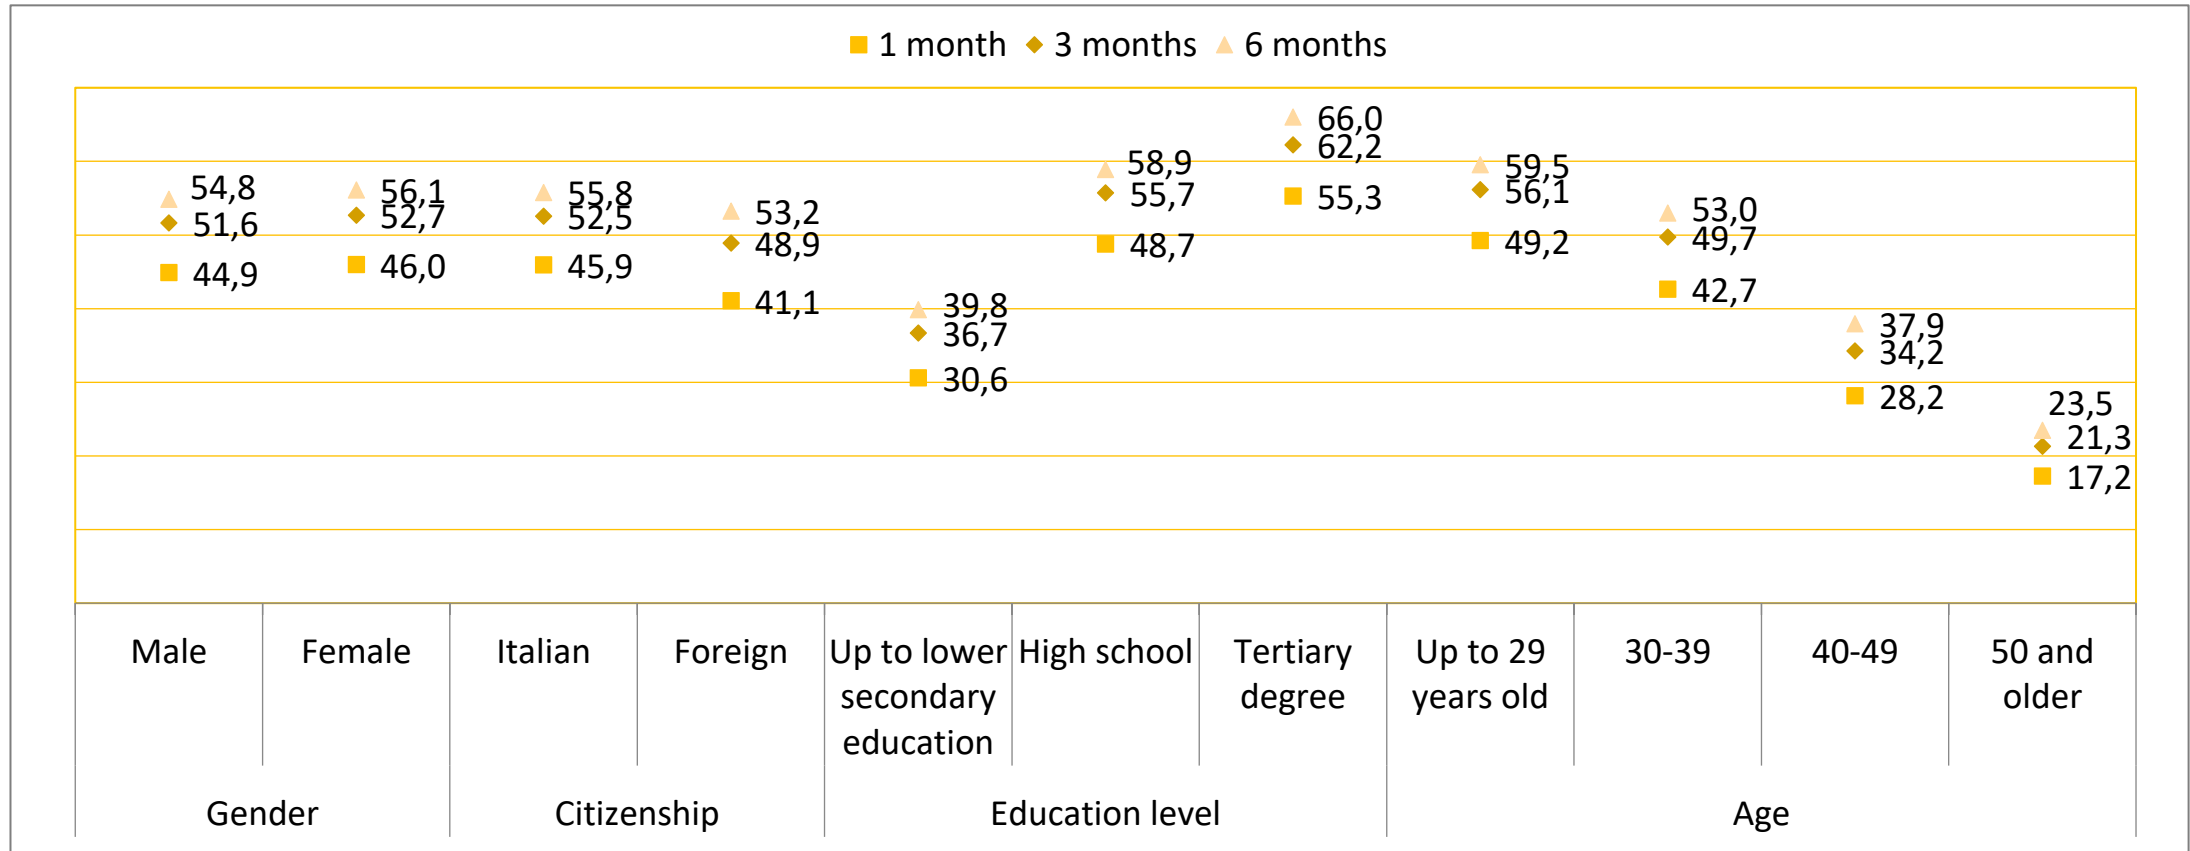 1 month 3 months 6 months
54,8
51,6
44,9
56,1
52,7
46,0
55,8
52,5
45,9
53,2
48,9
41,1
39,8
36,7
30,6
58,9
55,7
48,7
66,0
62,2
55,3
59,5
56,1
49,2
53,0
49,7
42,7
37,9
34,2
28,2
23,5
21,3
17,2
Male
Female
Italian
Foreign
Up to lower
secondary
education
High school
Tertiary
degree
Up to 29
years old
30-39
40-49
50 and
older
Gender
Citizenship
Education level
Age